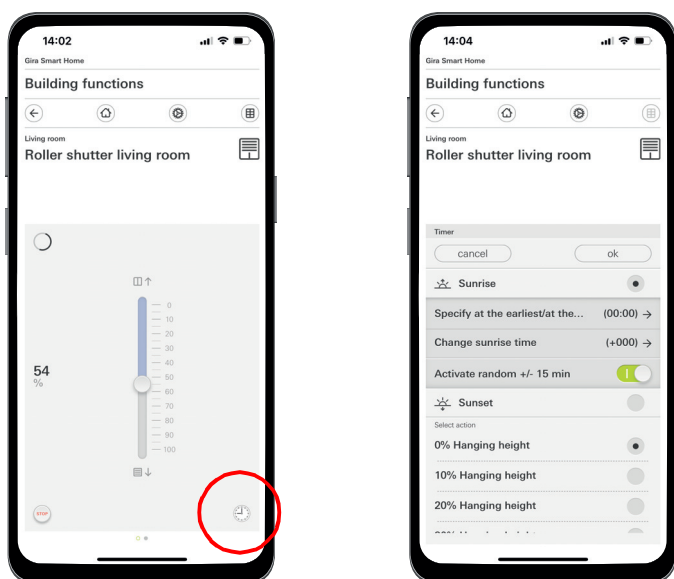 14:02
Gira Smart Home
Building functions
Living room
Roller shutter living room
0
10
20
30
40
50
60
70
80
90
100
54
%
STOP
14:04
Gira Smart Home
Building functions
Living room
Roller shutter living room
Timer
cancel ok
Sunrise
Specify at the earliest/at the... (00:00) →
Change sunrise time (+000) →
Activate random +/- 15 min
Sunset
Select action
0% Hanging height
10% Hanging height
20% Hanging height